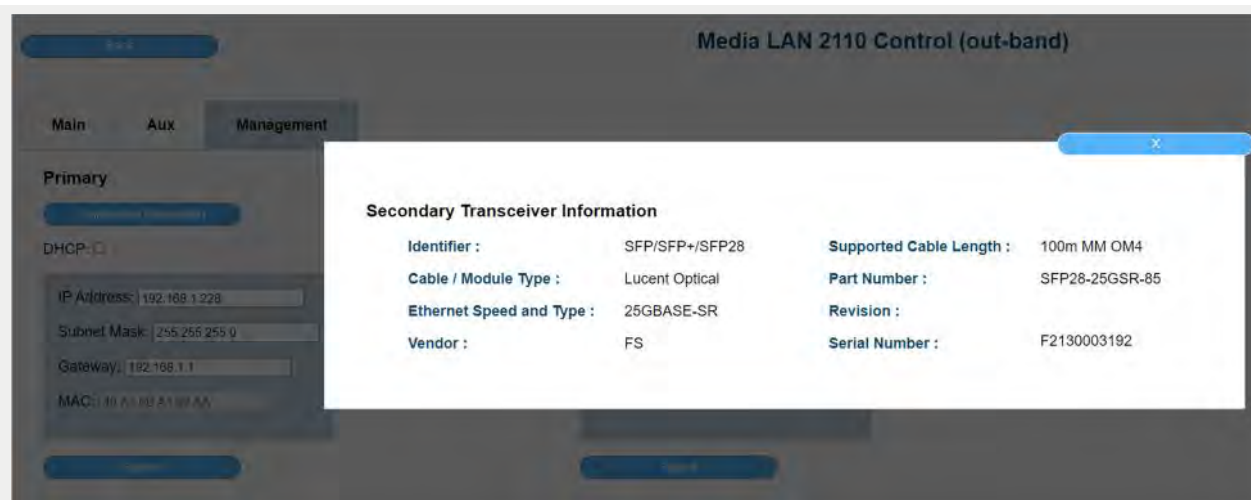 Back
Media LAN 2110 Control (out-band)
Main Aux Management
X
Primary
Secondary Transceiver Information
DHCP:
Identifier : SFP/SFP+/SFP28 Supported Cable Length : 100m MM OM4
Cable / Module Type : Lucent Optical Part Number : SFP28-25GSR-85
IP Address: 192.168.1.228
Ethernet Speed and Type : 25GBASE-SR Revision :
Subnet Mask: 255.255.255.0
Vendor : FS Serial Number : F2130003192
Gateway: 192.168.1.1
MAC: